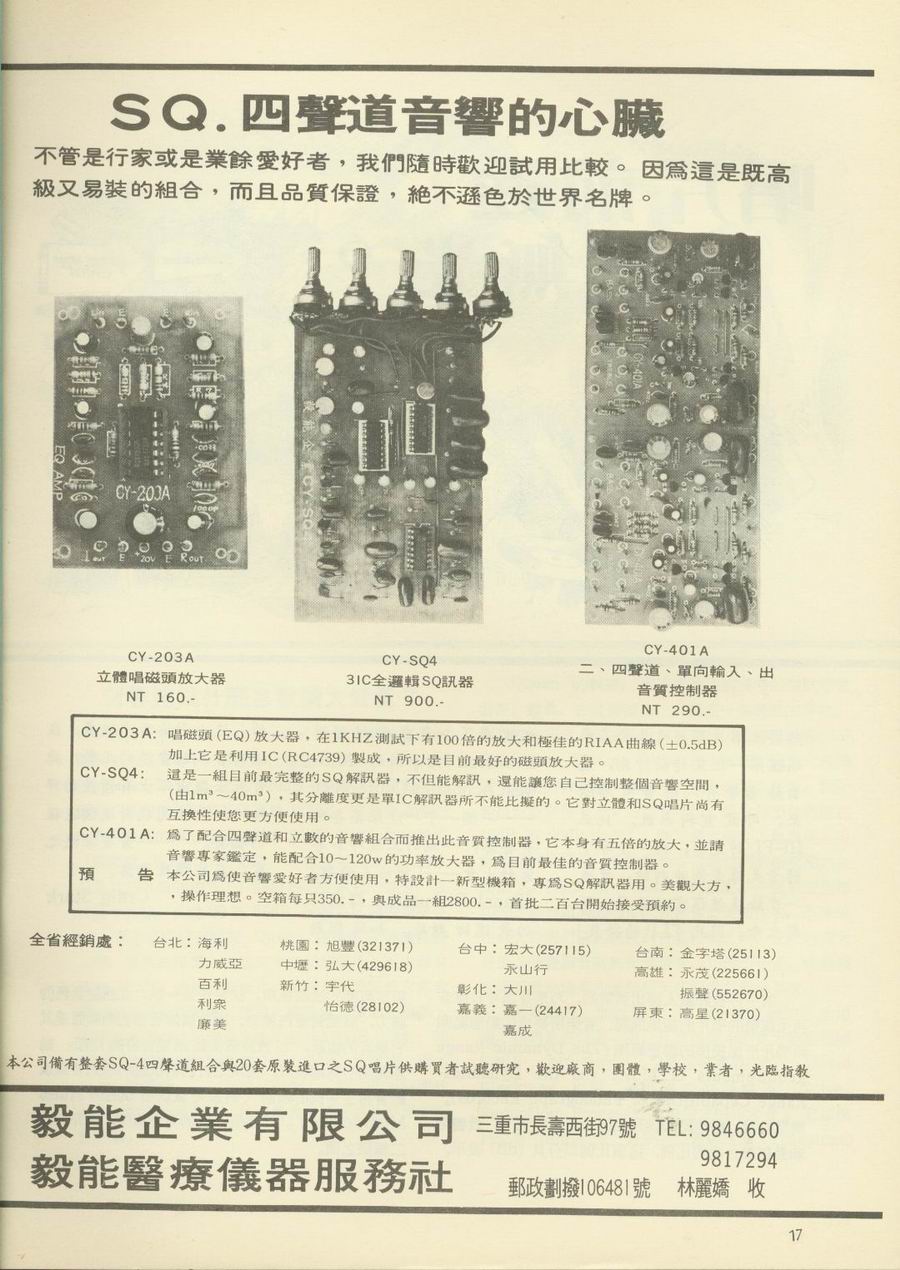 SQ.四聲道音響的心臟
不管是行家或是業餘愛好者，我們隨時歡迎試用比較。因為這是既高
級又易裝的組合，而且品質保證，絕不遜色於世界名牌。
EQ AMP
CY-203A
100UF
Lout E +20V E Rout
CY-SQ4
CY-401A
CY-203A
立體唱磁頭放大器
NT 160.-
CY-SQ4
3IC全邏輯SQ訊器
NT 900.-
CY-401A
二、四聲道、單向輸入、出
音質控制器
NT 290.-
CY-203A: 唱磁頭(EQ)放大器，在1KHZ測試下有100倍的放大和極佳的RIAA曲線(±0.5dB)
加上它是利用IC(RC4739)製成，所以是目前最好的磁頭放大器。
CY-SQ4: 這是一組目前最完整的SQ解訊器，不但能解訊，還能讓您自己控制整個音響空間，
(由1m³～40m³)，其分離度更是單IC解訊器所不能比擬的。它對立體和SQ唱片尚有
互換性使您更方便使用。
CY-401A: 爲了配合四聲道和立數的音響組合而推出此音質控制器，它本身有五倍的放大，並請
音響專家鑑定，能配合10～120w的功率放大器，爲目前最佳的音質控制器。
預告 本公司爲使音響愛好者方便使用，特設計一新型機箱，專爲SQ解訊器用。美觀大方，
，操作理想。空箱每只350.-，與成品一組2800.-，首批二百台開始接受預約。
全省經銷處：台北：海利
力威亞
百利
利衆
廉美
桃園：旭豐(321371)
中壢：弘大(429618)
新竹：宇代
怡德(28102)
台中：宏大(257115)
永山行
彰化：大川
嘉義：嘉一(24417)
嘉成
台南：金字塔(25113)
高雄：永茂(225661)
振聲(552670)
屏東：高星(21370)
本公司備有整套SQ-4四聲道組合與20套原裝進口之SQ唱片供購買者試聽研究，歡迎廠商，團體，學校，業者，光臨指教
毅能企業有限公司
毅能醫療儀器服務社
三重市長壽西街97號 TEL: 9846660
9817294
郵政劃撥106481號 林麗嬌 收
17